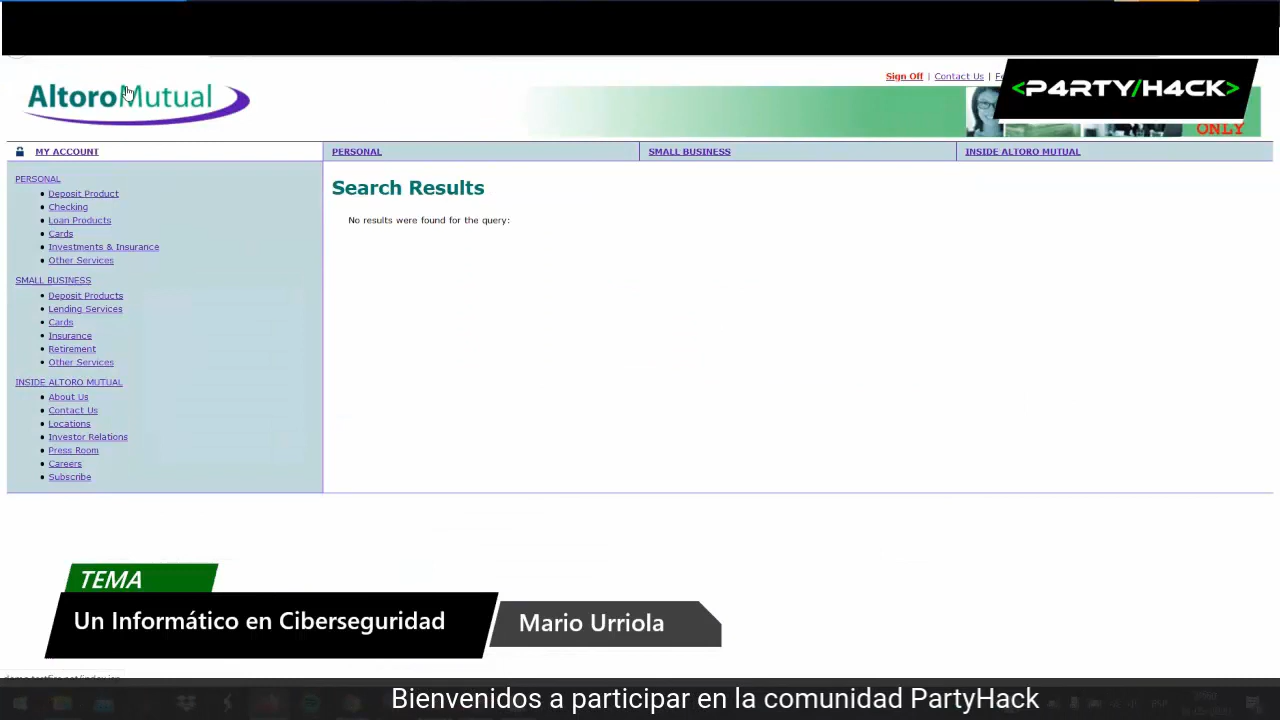 Sign Off | Contact Us |
<P4RTY/H4CK>
AltoroMutual
ONLY
MY ACCOUNT
PERSONAL
SMALL BUSINESS
INSIDE ALTORO MUTUAL
PERSONAL
Deposit Product
Checking
Loan Products
Cards
Investments & Insurance
Other Services
SMALL BUSINESS
Deposit Products
Lending Services
Cards
Insurance
Retirement
Other Services
INSIDE ALTORO MUTUAL
About Us
Contact Us
Locations
Investor Relations
Press Room
Careers
Subscribe
Search Results
No results were found for the query:
TEMA
Un Informático en Ciberseguridad
Mario Urriola
Bienvenidos a participar en la comunidad PartyHack